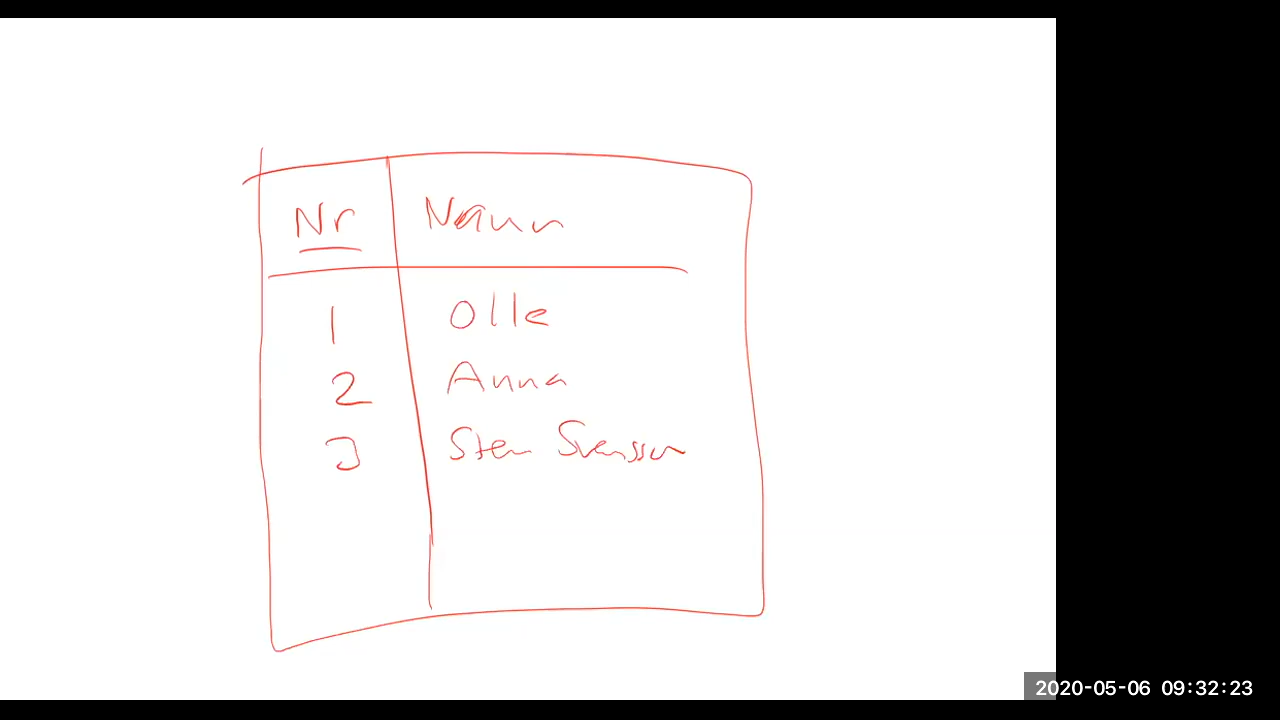 Nr Namn
1 Olle
2 Anna
3 Sten Svensson
2020-05-06 09:32:23